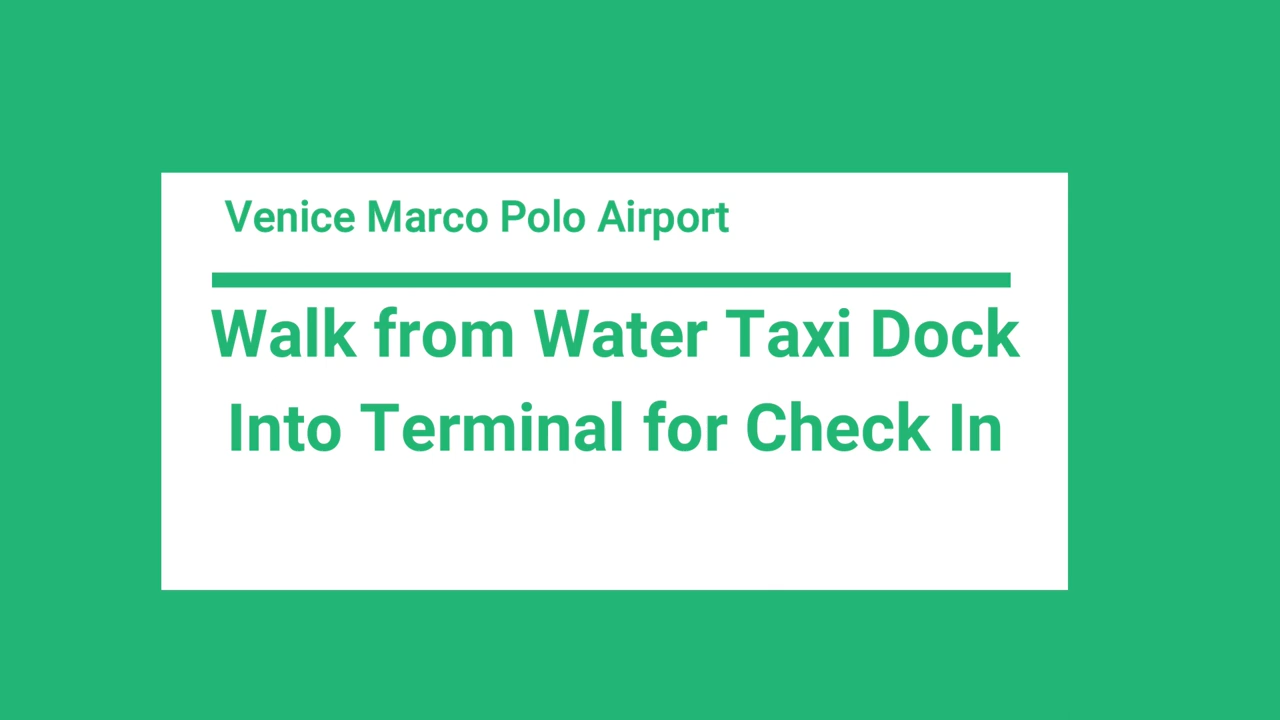 Venice Marco Polo Airport
Walk from Water Taxi Dock
Into Terminal for Check In